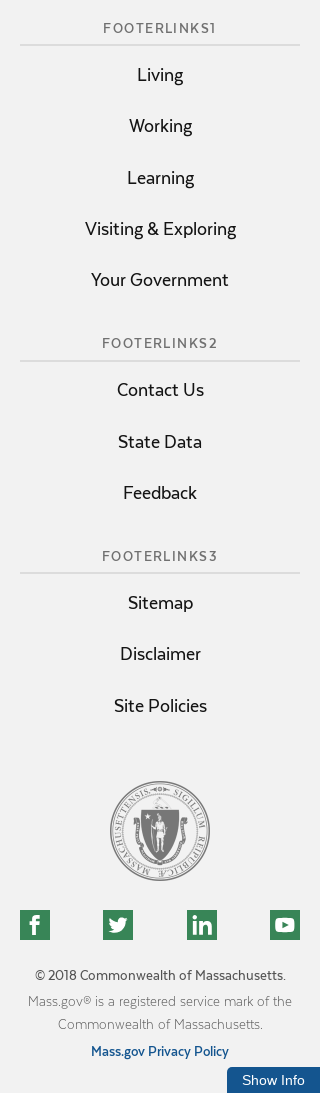 FOOTERLINKS1
Living
Working
Learning
Visiting & Exploring
Your Government
FOOTERLINKS2
Contact Us
State Data
Feedback
FOOTERLINKS3
Sitemap
Disclaimer
Site Policies
MASSACHUSETTENSIS. SIGILLUM REIPUBLICÆ
© 2018 Commonwealth of Massachusetts.
Mass.gov® is a registered service mark of the
Commonwealth of Massachusetts.
Mass.gov Privacy Policy
Show Info